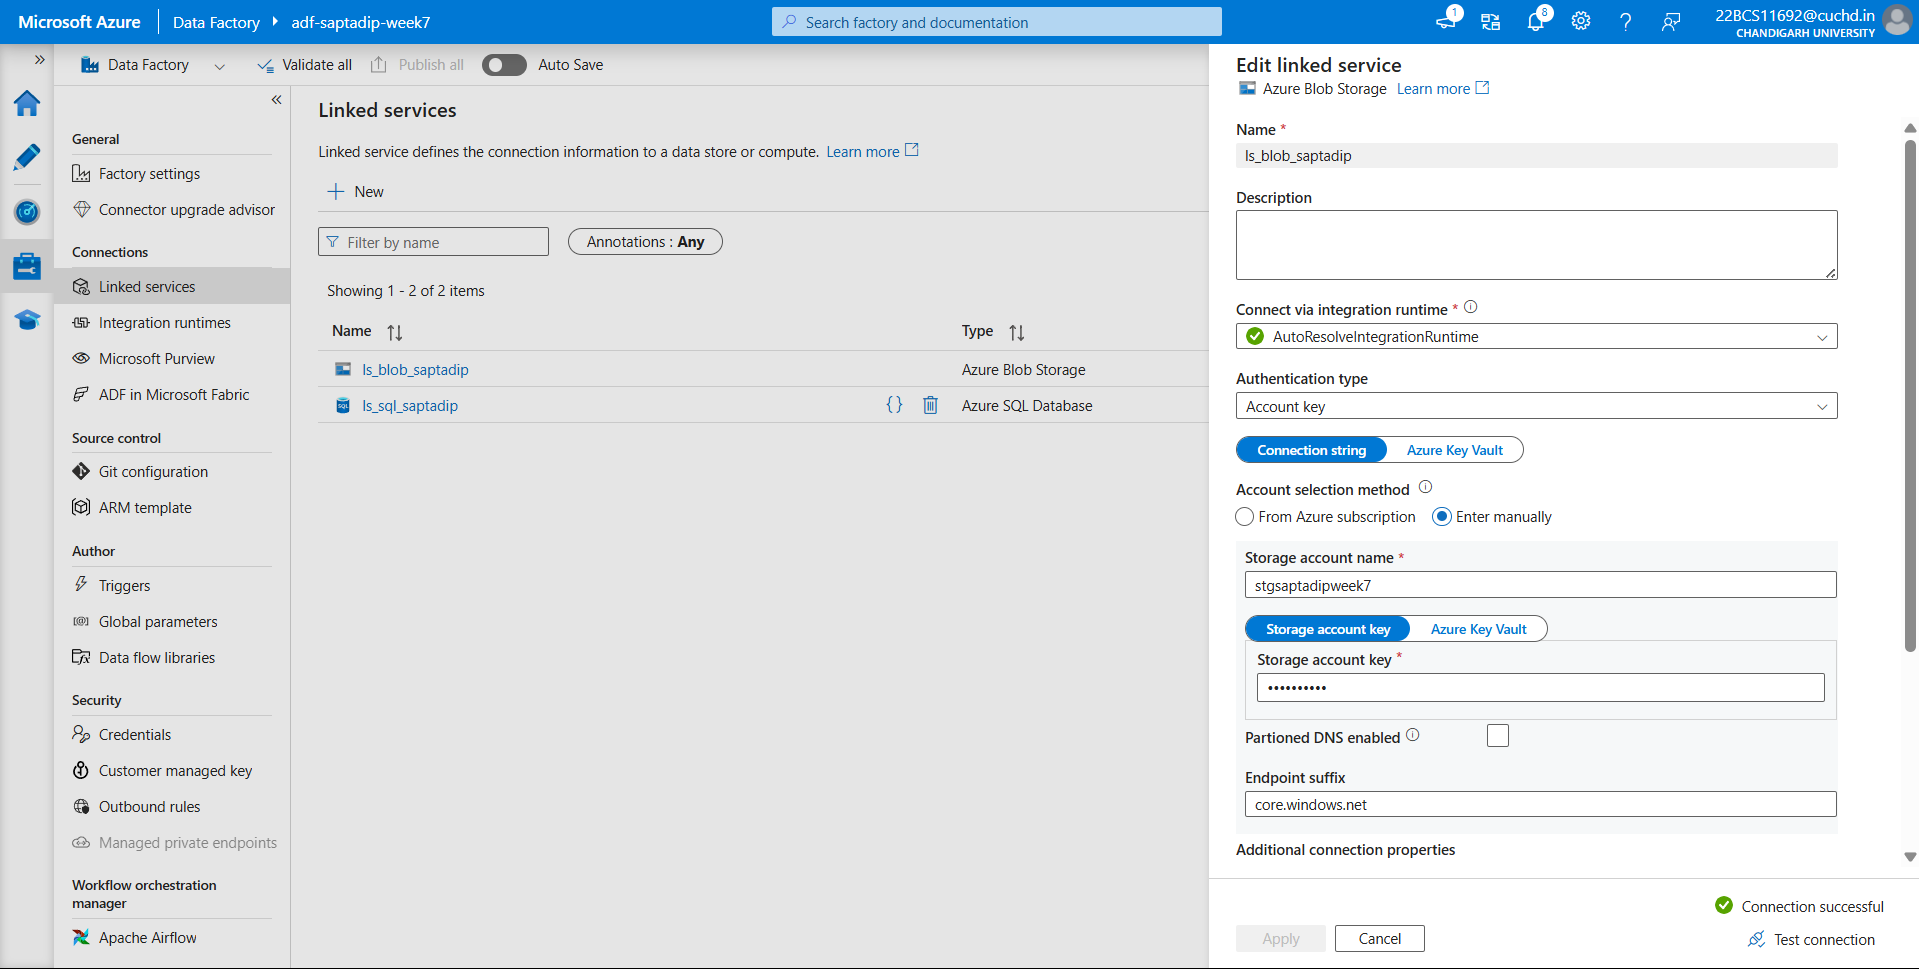 Microsoft Azure
Data Factory
adf-saptadip-week7
Search factory and documentation
1
8
22BCS11692@cuchd.in
CHANDIGARH UNIVERSITY
Data Factory
Validate all
Publish all
Auto Save
General
Factory settings
Connector upgrade advisor
Connections
Linked services
Integration runtimes
Microsoft Purview
ADF in Microsoft Fabric
Source control
Git configuration
ARM template
Author
Triggers
Global parameters
Data flow libraries
Security
Credentials
Customer managed key
Outbound rules
Managed private endpoints
Workflow orchestration
manager
Apache Airflow
Linked services
Linked service defines the connection information to a data store or compute. Learn more
New
Filter by name
Annotations : Any
Showing 1 - 2 of 2 items
Name Type
ls_blob_saptadip Azure Blob Storage
SQL ls_sql_saptadip {} Azure SQL Database
Edit linked service
Azure Blob Storage Learn more
Name *
ls_blob_saptadip
Description
Connect via integration runtime *
AutoResolveIntegrationRuntime
Authentication type
Account key
Connection string Azure Key Vault
Account selection method
From Azure subscription Enter manually
Storage account name *
stgsaptadipweek7
Storage account key Azure Key Vault
Storage account key *
••••••••••
Partioned DNS enabled
Endpoint suffix
core.windows.net
Additional connection properties
Connection successful
Apply Cancel
Test connection